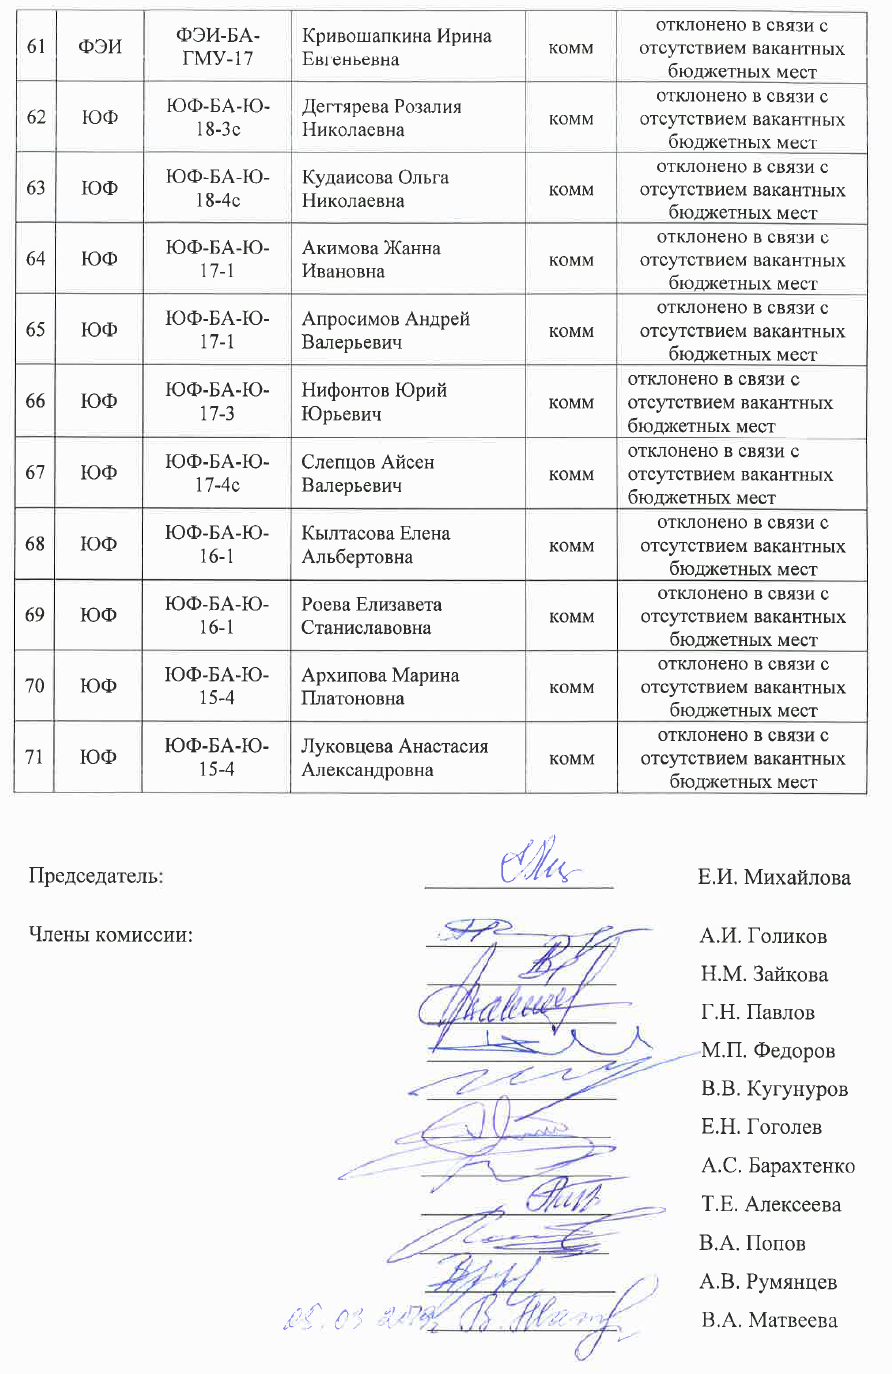 61 ФЭИ ФЭИ-БА-ГМУ-17 Кривошапкина Ирина Евгеньевна комм отклонено в связи с отсутствием вакантных бюджетных мест
62 ЮФ ЮФ-БА-Ю-18-3с Дегтярева Розалия Николаевна комм отклонено в связи с отсутствием вакантных бюджетных мест
63 ЮФ ЮФ-БА-Ю-18-4с Кудаисова Ольга Николаевна комм отклонено в связи с отсутствием вакантных бюджетных мест
64 ЮФ ЮФ-БА-Ю-17-1 Акимова Жанна Ивановна комм отклонено в связи с отсутствием вакантных бюджетных мест
65 ЮФ ЮФ-БА-Ю-17-1 Апросимов Андрей Валерьевич комм отклонено в связи с отсутствием вакантных бюджетных мест
66 ЮФ ЮФ-БА-Ю-17-3 Нифонтов Юрий Юрьевич комм отклонено в связи с отсутствием вакантных бюджетных мест
67 ЮФ ЮФ-БА-Ю-17-4с Слепцов Айсен Валерьевич комм отклонено в связи с отсутствием вакантных бюджетных мест
68 ЮФ ЮФ-БА-Ю-16-1 Кылтасова Елена Альбертовна комм отклонено в связи с отсутствием вакантных бюджетных мест
69 ЮФ ЮФ-БА-Ю-16-1 Роева Елизавета Станиславовна комм отклонено в связи с отсутствием вакантных бюджетных мест
70 ЮФ ЮФ-БА-Ю-15-4 Архипова Марина Платоновна комм отклонено в связи с отсутствием вакантных бюджетных мест
71 ЮФ ЮФ-БА-Ю-15-4 Луковцева Анастасия Александровна комм отклонено в связи с отсутствием вакантных бюджетных мест
Председатель: Е.И. Михайлова
Члены комиссии: А.И. Голиков
Н.М. Зайкова
Г.Н. Павлов
М.П. Федоров
В.В. Кугунуров
Е.Н. Гоголев
А.С. Барахтенко
Т.Е. Алексеева
В.А. Попов
А.В. Румянцев
В.А. Матвеева